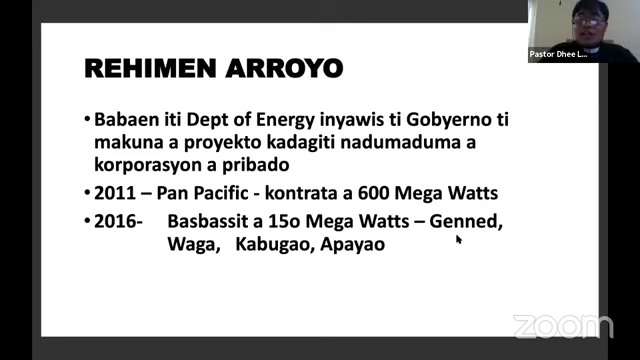 Pastor Dhee L...
REHIMEN ARROYO
• Babaen iti Dept of Energy inyawis ti Gobyerno ti
makuna a proyekto kadagiti nadumaduma a
korporasyon a pribado
• 2011 – Pan Pacific - kontrata a 600 Mega Watts
• 2016- Basbassit a 15o Mega Watts – Genned,
Waga, Kabugao, Apayao
zoom